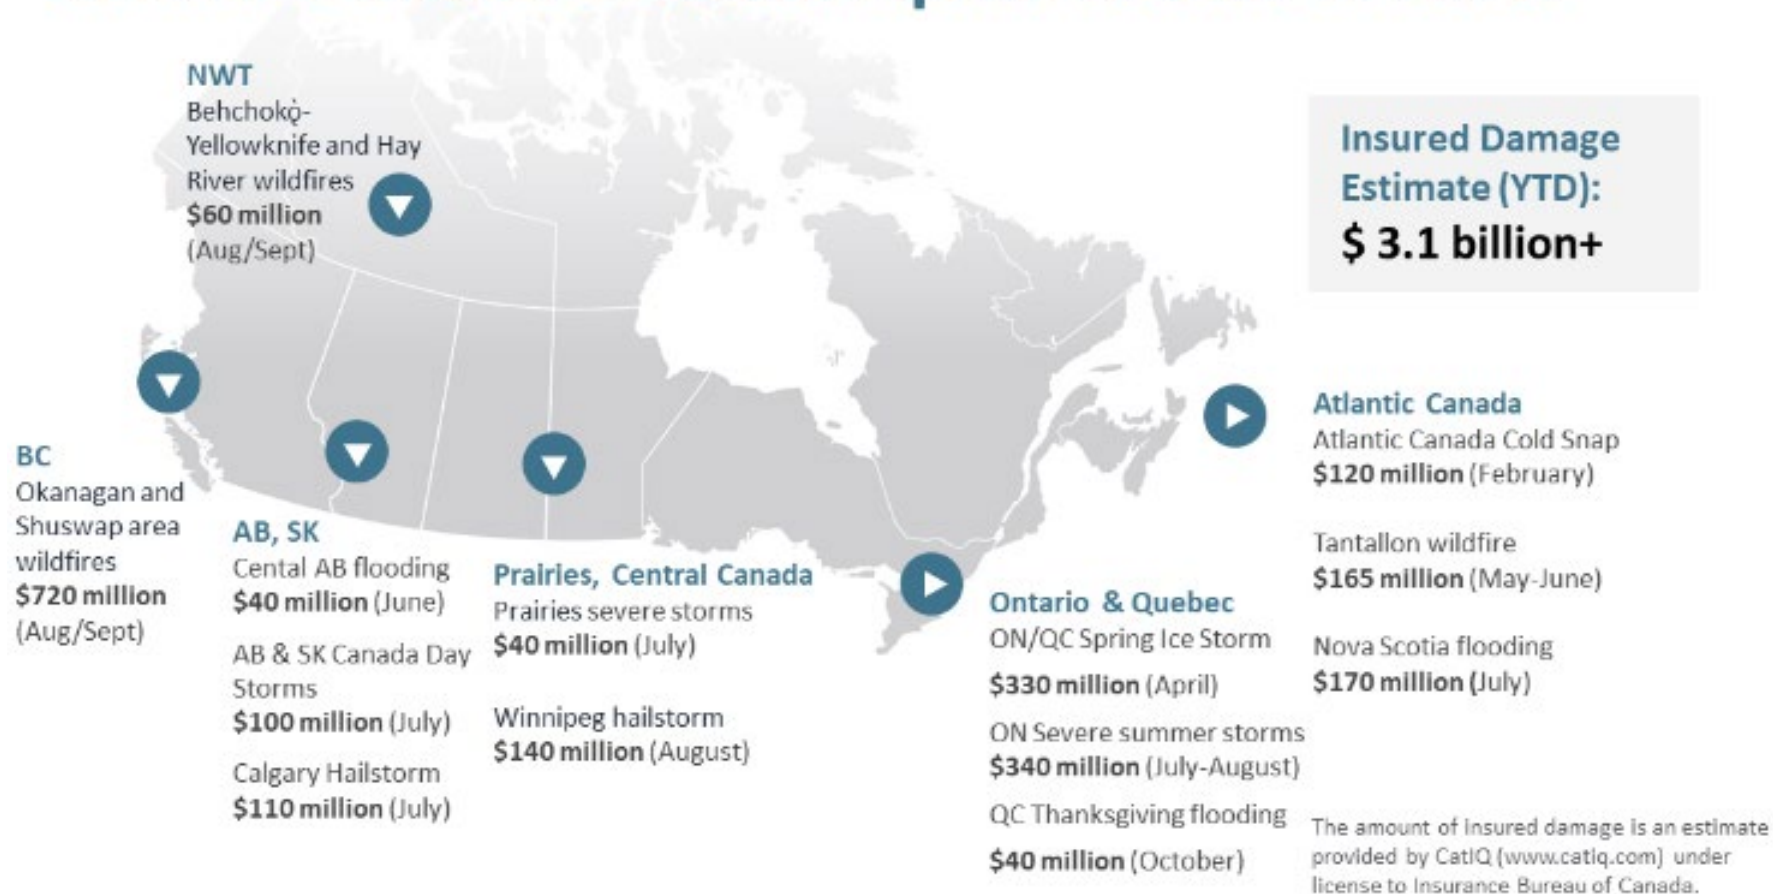 NWT
Behchokǫ̀-
Yellowknife and Hay
River wildfires
$60 million
(Aug/Sept)
Insured Damage
Estimate (YTD):
$ 3.1 billion+
BC
Okanagan and
Shuswap area
wildfires
$720 million
(Aug/Sept)
AB, SK
Cental AB flooding
$40 million (June)
AB & SK Canada Day
Storms
$100 million (July)
Calgary Hailstorm
$110 million (July)
Prairies, Central Canada
Prairies severe storms
$40 million (July)
Winnipeg hailstorm
$140 million (August)
Ontario & Quebec
ON/QC Spring Ice Storm
$330 million (April)
ON Severe summer storms
$340 million (July-August)
QC Thanksgiving flooding
$40 million (October)
Atlantic Canada
Atlantic Canada Cold Snap
$120 million (February)
Tantallon wildfire
$165 million (May-June)
Nova Scotia flooding
$170 million (July)
The amount of insured damage is an estimate
provided by CatIQ (www.catiq.com) under
license to Insurance Bureau of Canada.